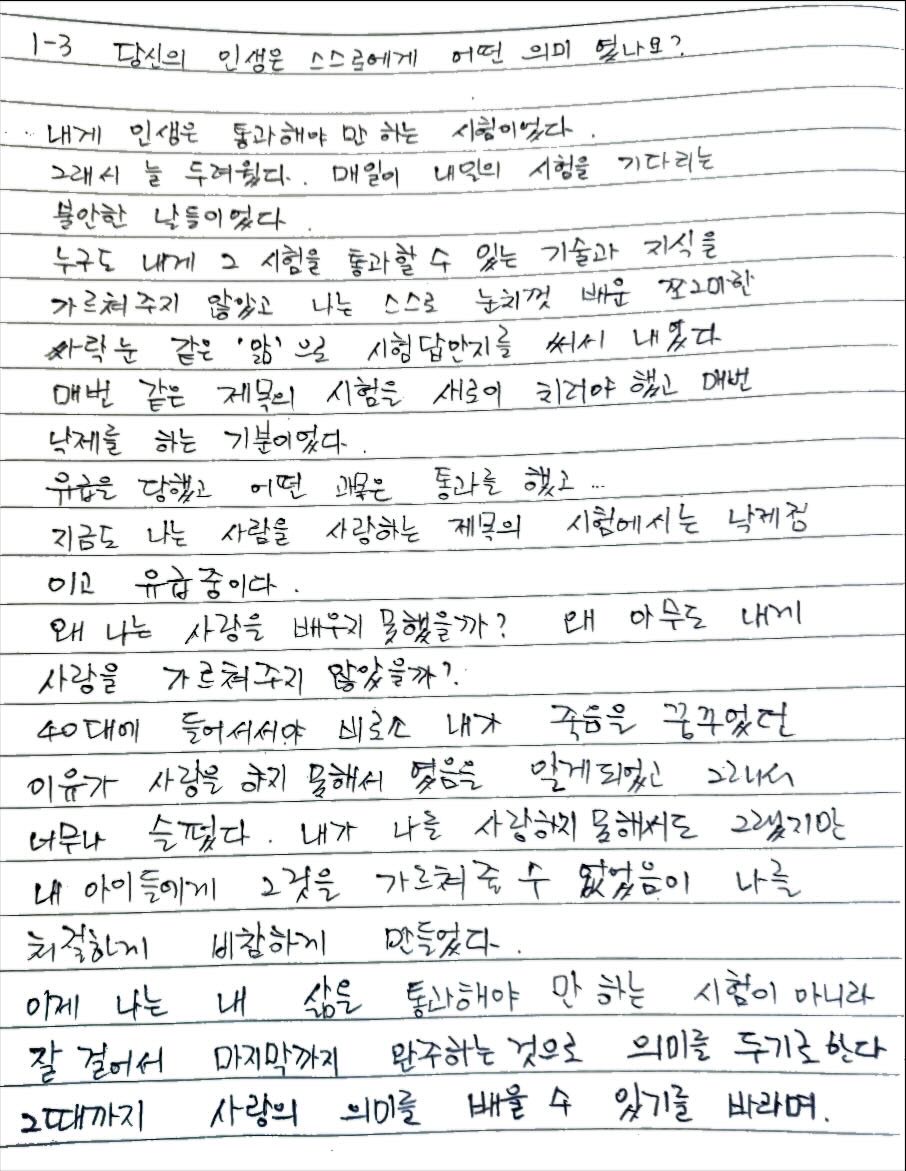 1-3 당신의 인생은 스스로에게 어떤 의미 였나요?
내게 인생은 통과해야 만 하는 시험이었다.
그래서 늘 두려웠다. 매일이 내일의 시험을 기다리는
불안한 날들이었다.
누구도 내게 그 시험을 통과할 수 있는 기술과 지식을
가르쳐주지 않았고 나는 스스로 눈치껏 배운 쪼그마한
싸락눈 같은 '앎'으로 시험답안지를 써서 내었다
매번 같은 제목의 시험을 새로이 치러야 했고 매번
낙제를 하는 기분이었다.
유급을 당했고 어떤 과목은 통과를 했고...
지금도 나는 사람을 사랑하는 제목의 시험에서는 낙제점
이고 유급중이다.
왜 나는 사랑을 배우지 못했을까? 왜 아무도 내게
사랑을 가르쳐주지 않았을까?
40대에 들어서서야 비로소 내가 죽음을 꿈꾸었던
이유가 사랑을 하지 못해서 였음을 알게되었고 그래서
너무나 슬펐다. 내가 나를 사랑하지 못해서도 그랬지만
내 아이들에게 그것을 가르쳐 줄 수 없었음이 나를
처절하게 비참하게 만들었다.
이제 나는 내 삶은 통과해야 만 하는 시험이 아니라
잘 걸어서 마지막까지 완주하는 것으로 의미를 두기로 한다
그때까지 사랑의 의미를 배울 수 있기를 바라며.